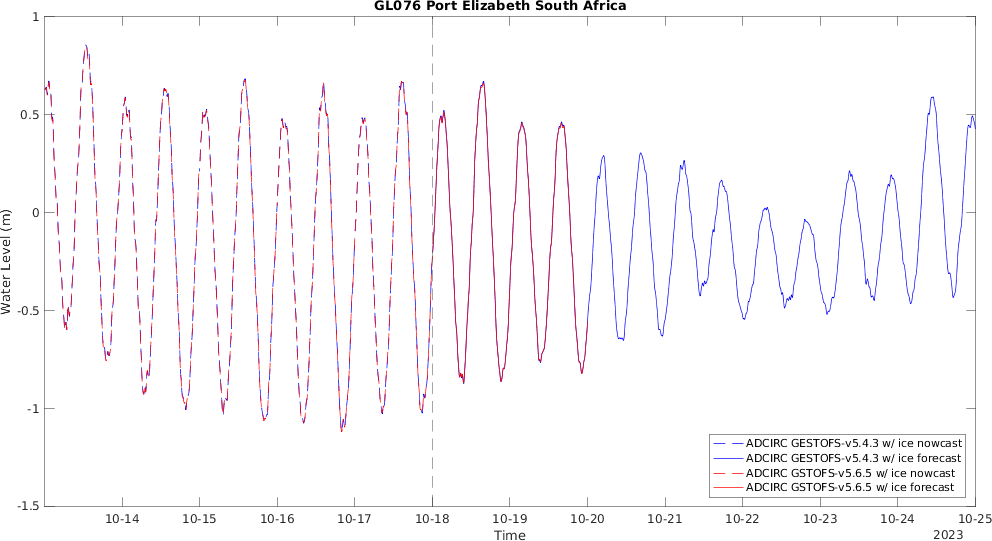 GL076 Port Elizabeth South Africa
1
0.5
0
-0.5
-1
-1.5
Water Level (m)
ADCIRC GESTOFS-v5.4.3 w/ ice nowcast
ADCIRC GESTOFS-v5.4.3 w/ ice forecast
ADCIRC GSTOFS-v5.6.5 w/ ice nowcast
ADCIRC GSTOFS-v5.6.5 w/ ice forecast
10-14 10-15 10-16 10-17 10-18 10-19 10-20 10-21 10-22 10-23 10-24 10-25
Time
2023